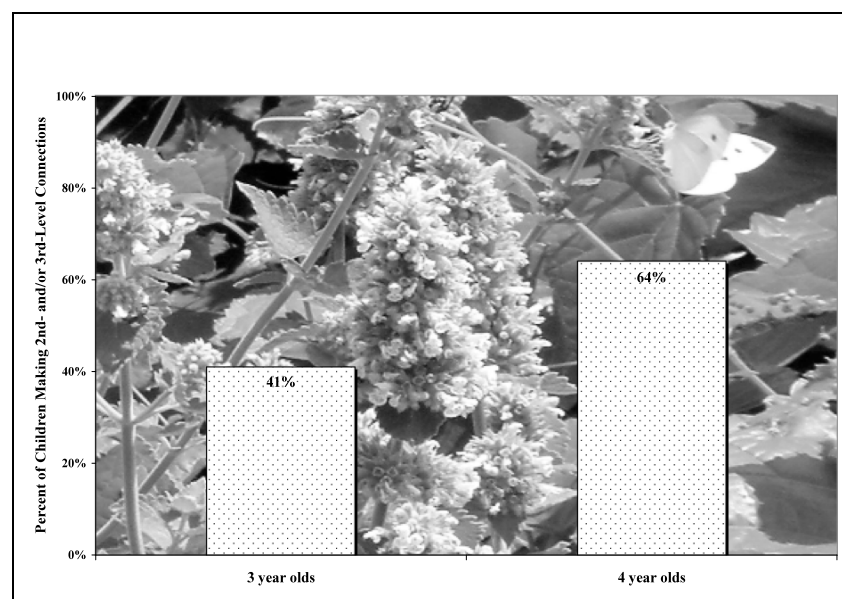 Percent of Children Making 2nd- and/or 3rd-Level Connections
100%
80%
60%
40%
20%
0%
41%
64%
3 year olds
4 year olds